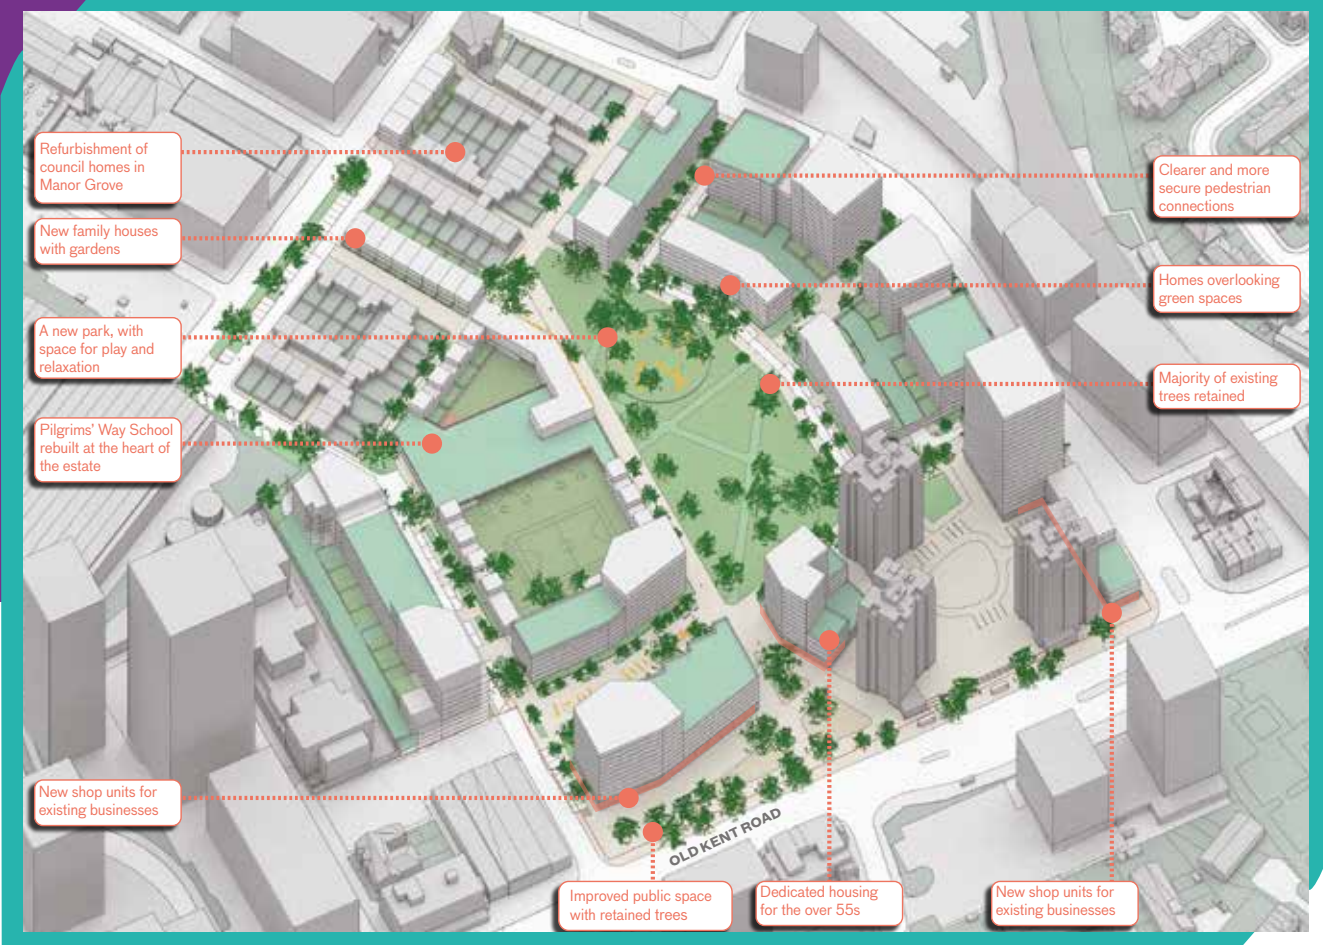 Refurbishment of
council homes in
Manor Grove
New family houses
with gardens
A new park, with
space for play and
relaxation
Pilgrims' Way School
rebuilt at the heart of
the estate
New shop units for
existing businesses
Clearer and more
secure pedestrian
connections
Homes overlooking
green spaces
Majority of existing
trees retained
OLD KENT ROAD
Improved public space
with retained trees
Dedicated housing
for the over 55s
New shop units for
existing businesses